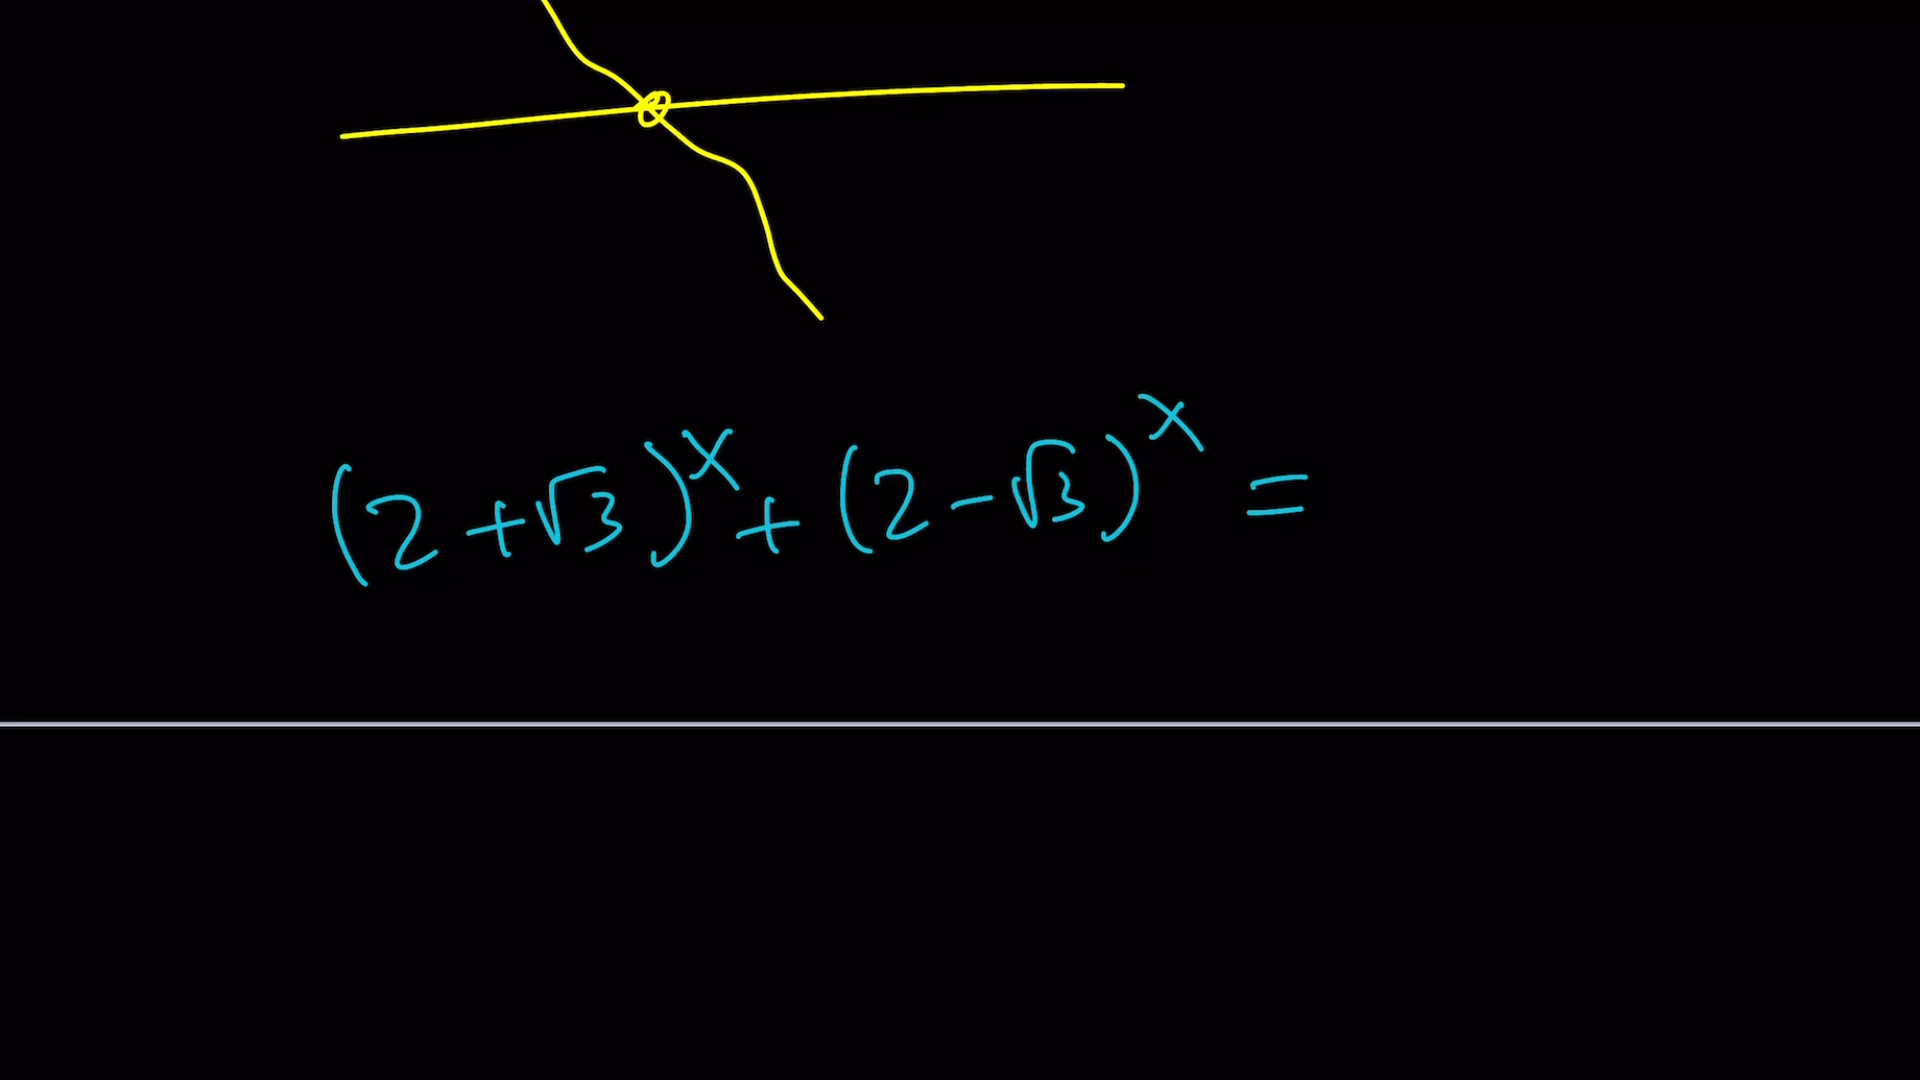 (2+√3)^x + (2-√3)^x =